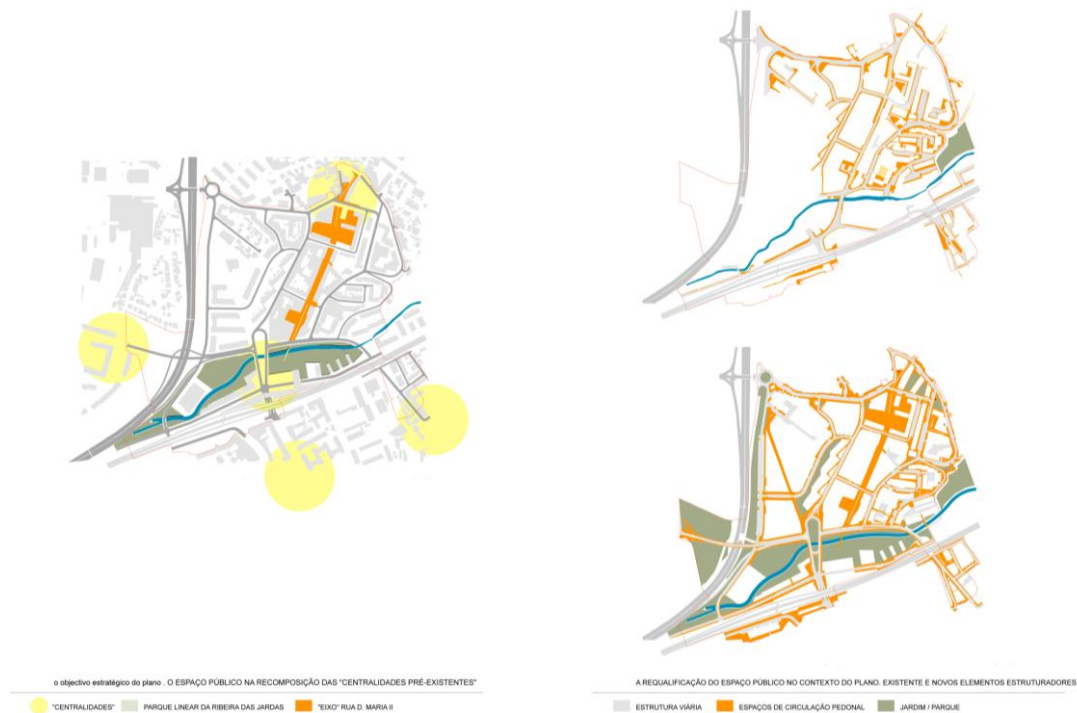 o objectivo estratégico do plano . O ESPAÇO PÚBLICO NA RECOMPOSIÇÃO DAS "CENTRALIDADES PRÉ-EXISTENTES"
"CENTRALIDADES"
PARQUE LINEAR DA RIBEIRA DAS JARDAS
"EIXO" RUA D. MARIA II
A REQUALIFICAÇÃO DO ESPAÇO PÚBLICO NO CONTEXTO DO PLANO. EXISTENTE E NOVOS ELEMENTOS ESTRUTURADORES
ESTRUTURA VIÁRIA
ESPAÇOS DE CIRCULAÇÃO PEDONAL
JARDIM / PARQUE